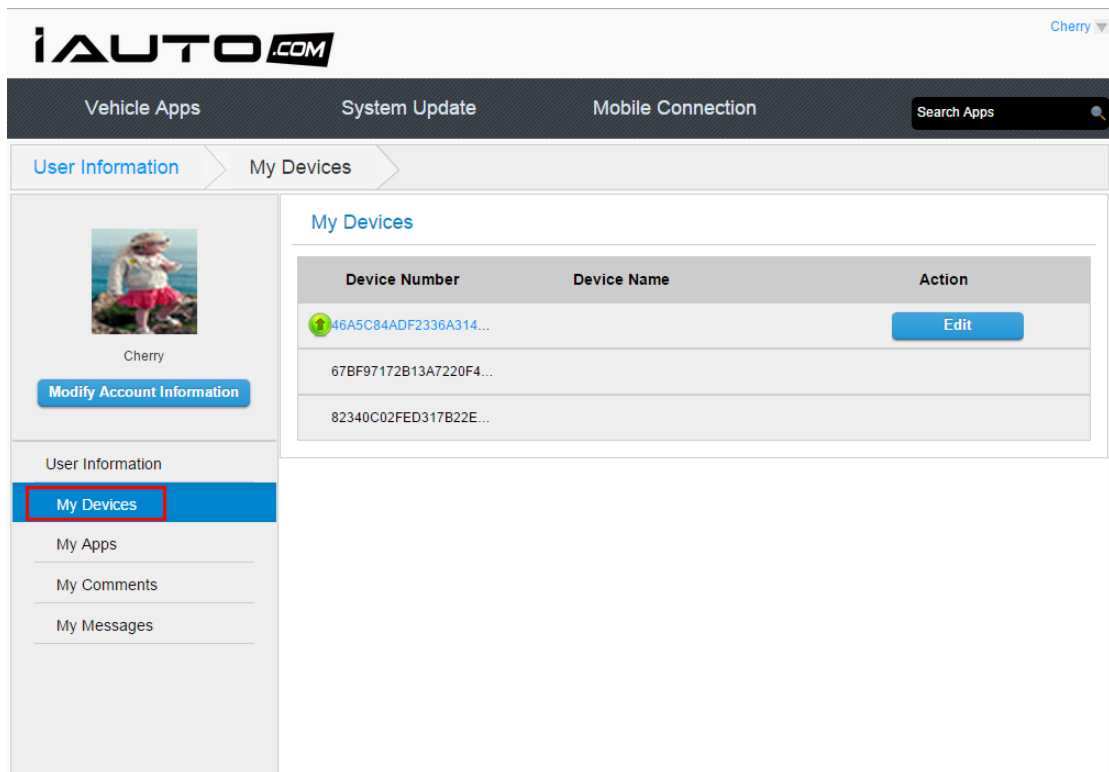 Cherry
iAUTO.COM
Vehicle Apps System Update Mobile Connection Search Apps
User Information My Devices
My Devices
Device Number Device Name Action
46A5C84ADF2336A314... Edit
67BF97172B13A7220F4...
82340C02FED317B22E...
Cherry
Modify Account Information
User Information
My Devices
My Apps
My Comments
My Messages